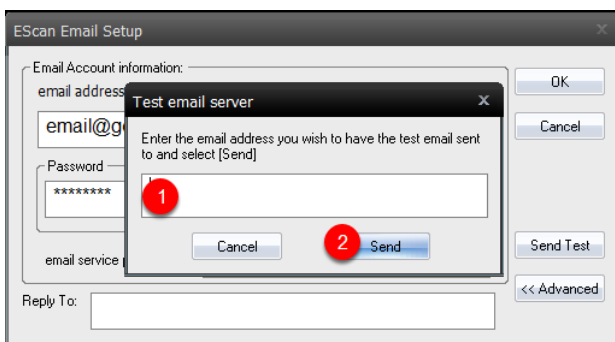 EScan Email Setup
x
Email Account information:
email address
email@g
Password
********
email service
Reply To:
OK
Cancel
Send Test
<< Advanced
Test email server
x
Enter the email address you wish to have the test email sent
to and select [Send]
1
Cancel
2
Send